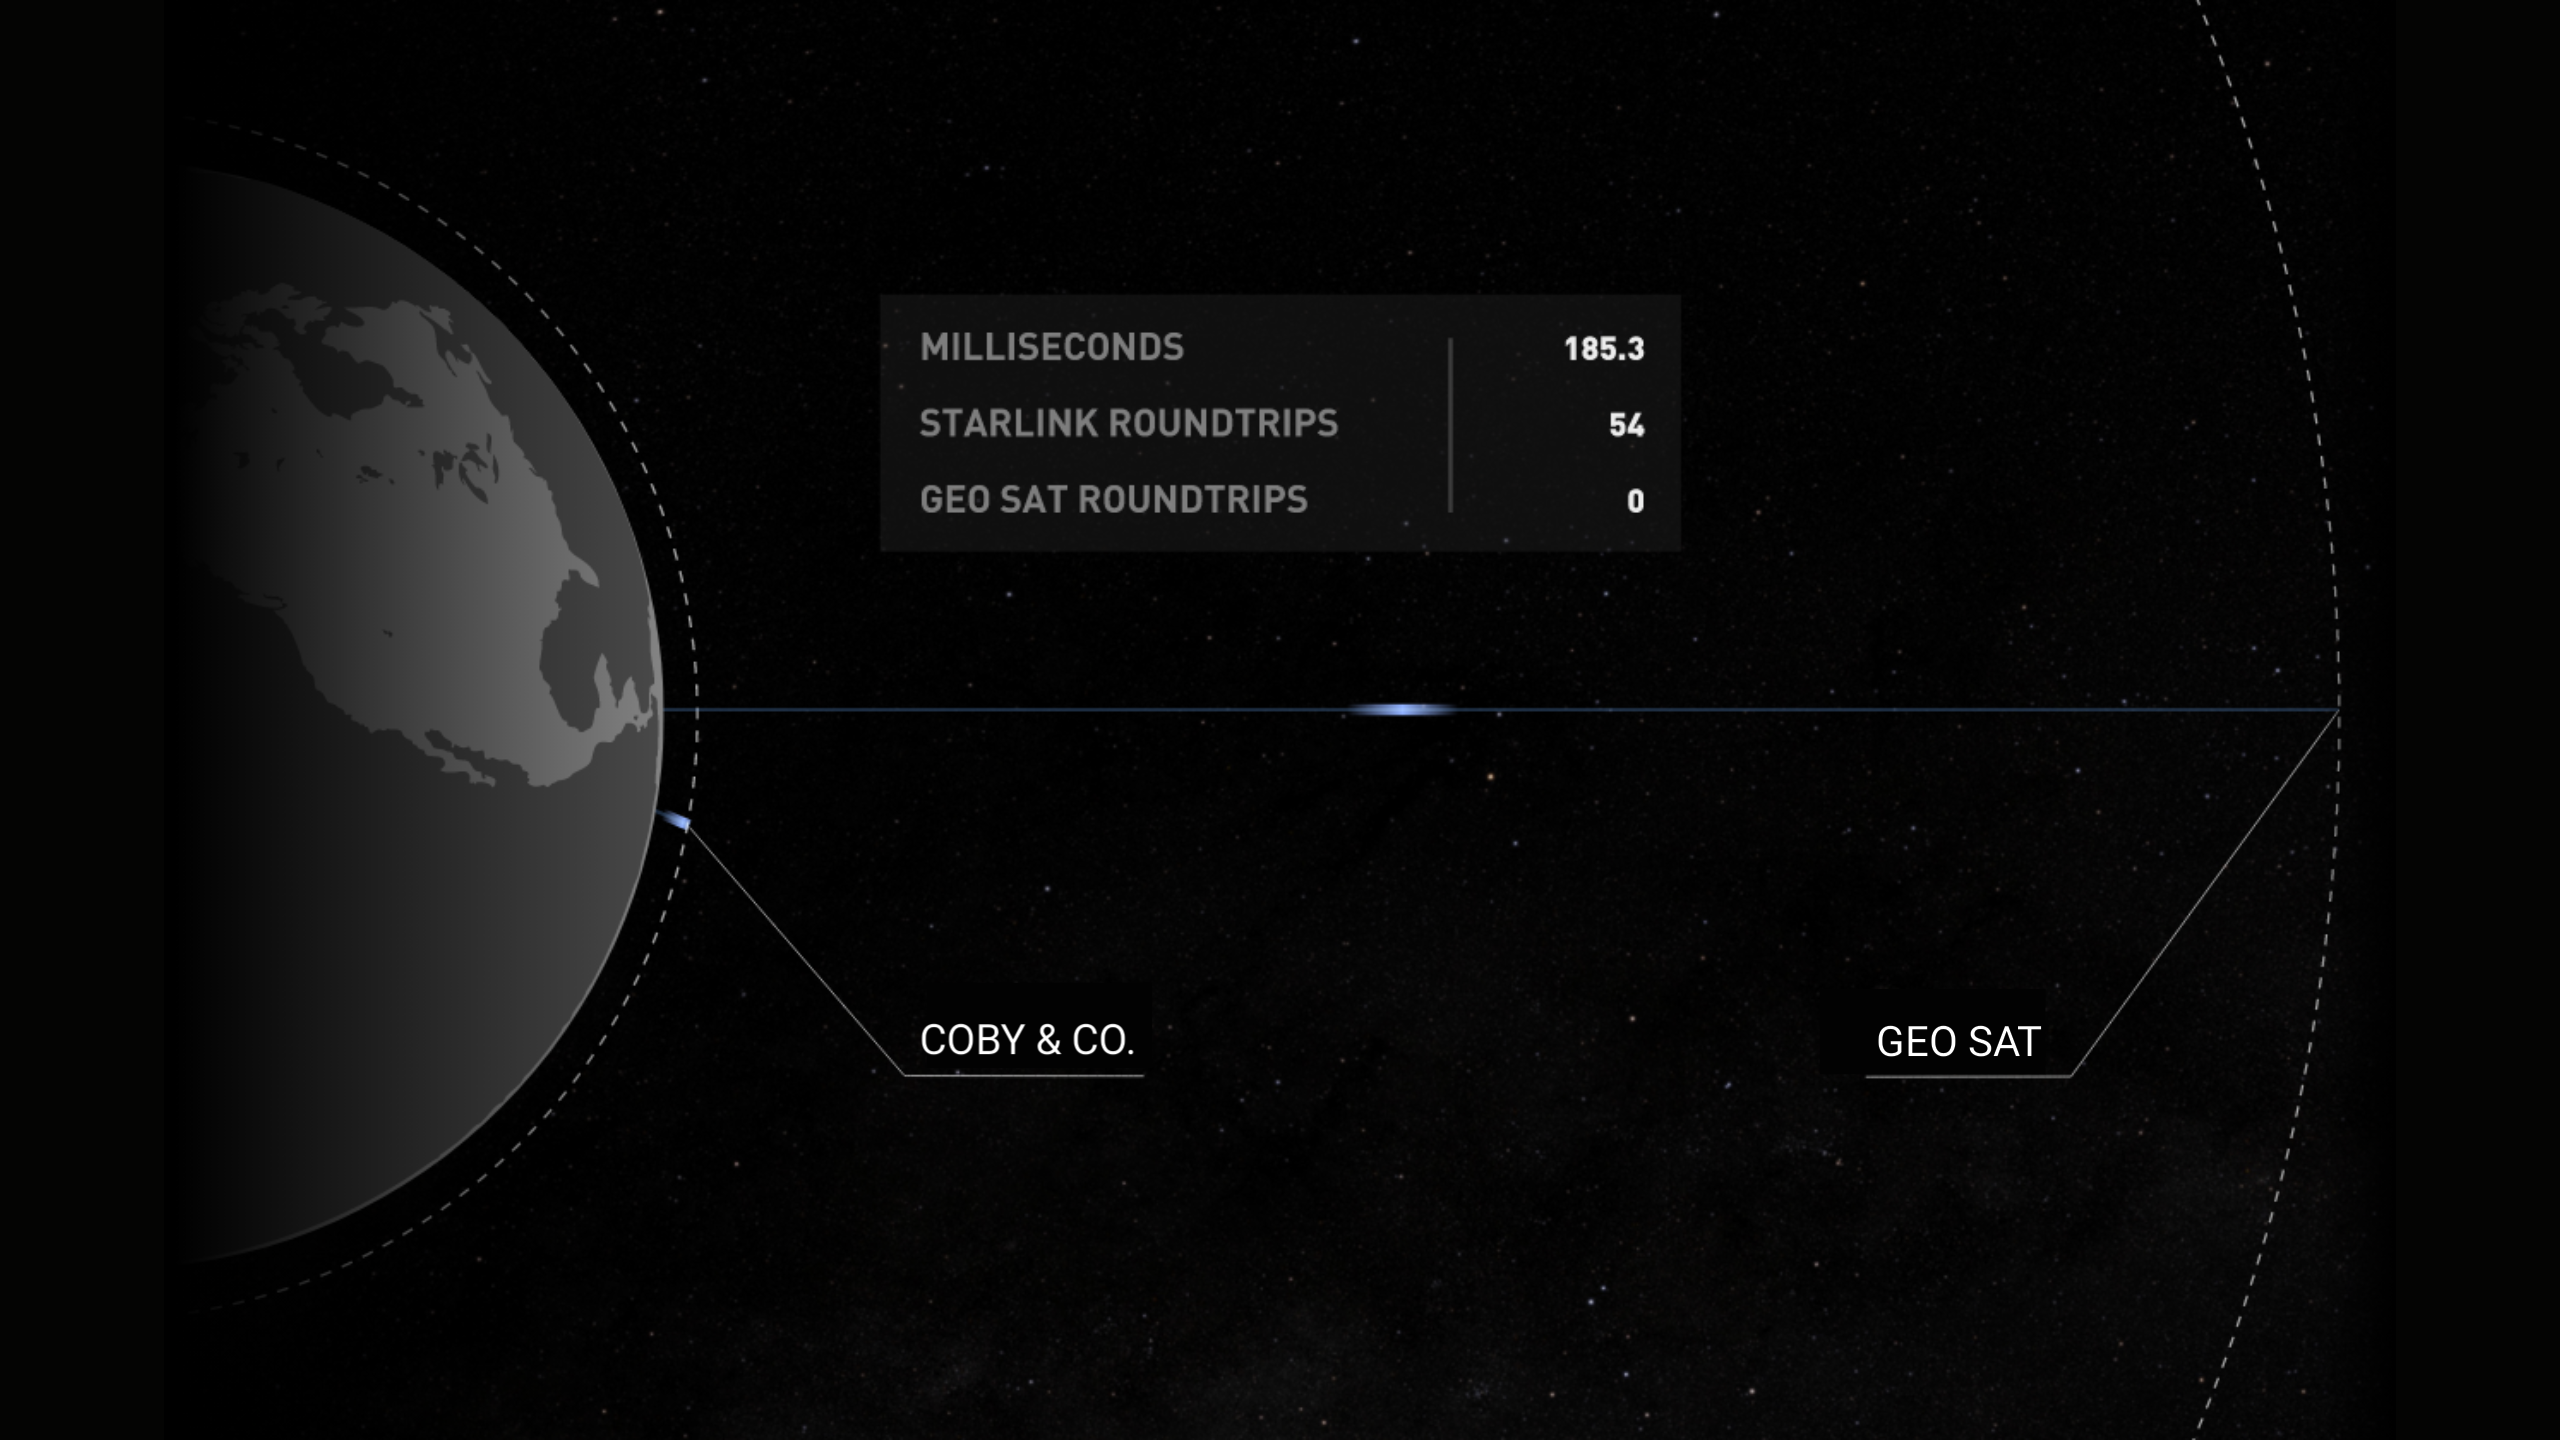 MILLISECONDS 185.3
STARLINK ROUNDTRIPS 54
GEO SAT ROUNDTRIPS 0
COBY & CO.
GEO SAT